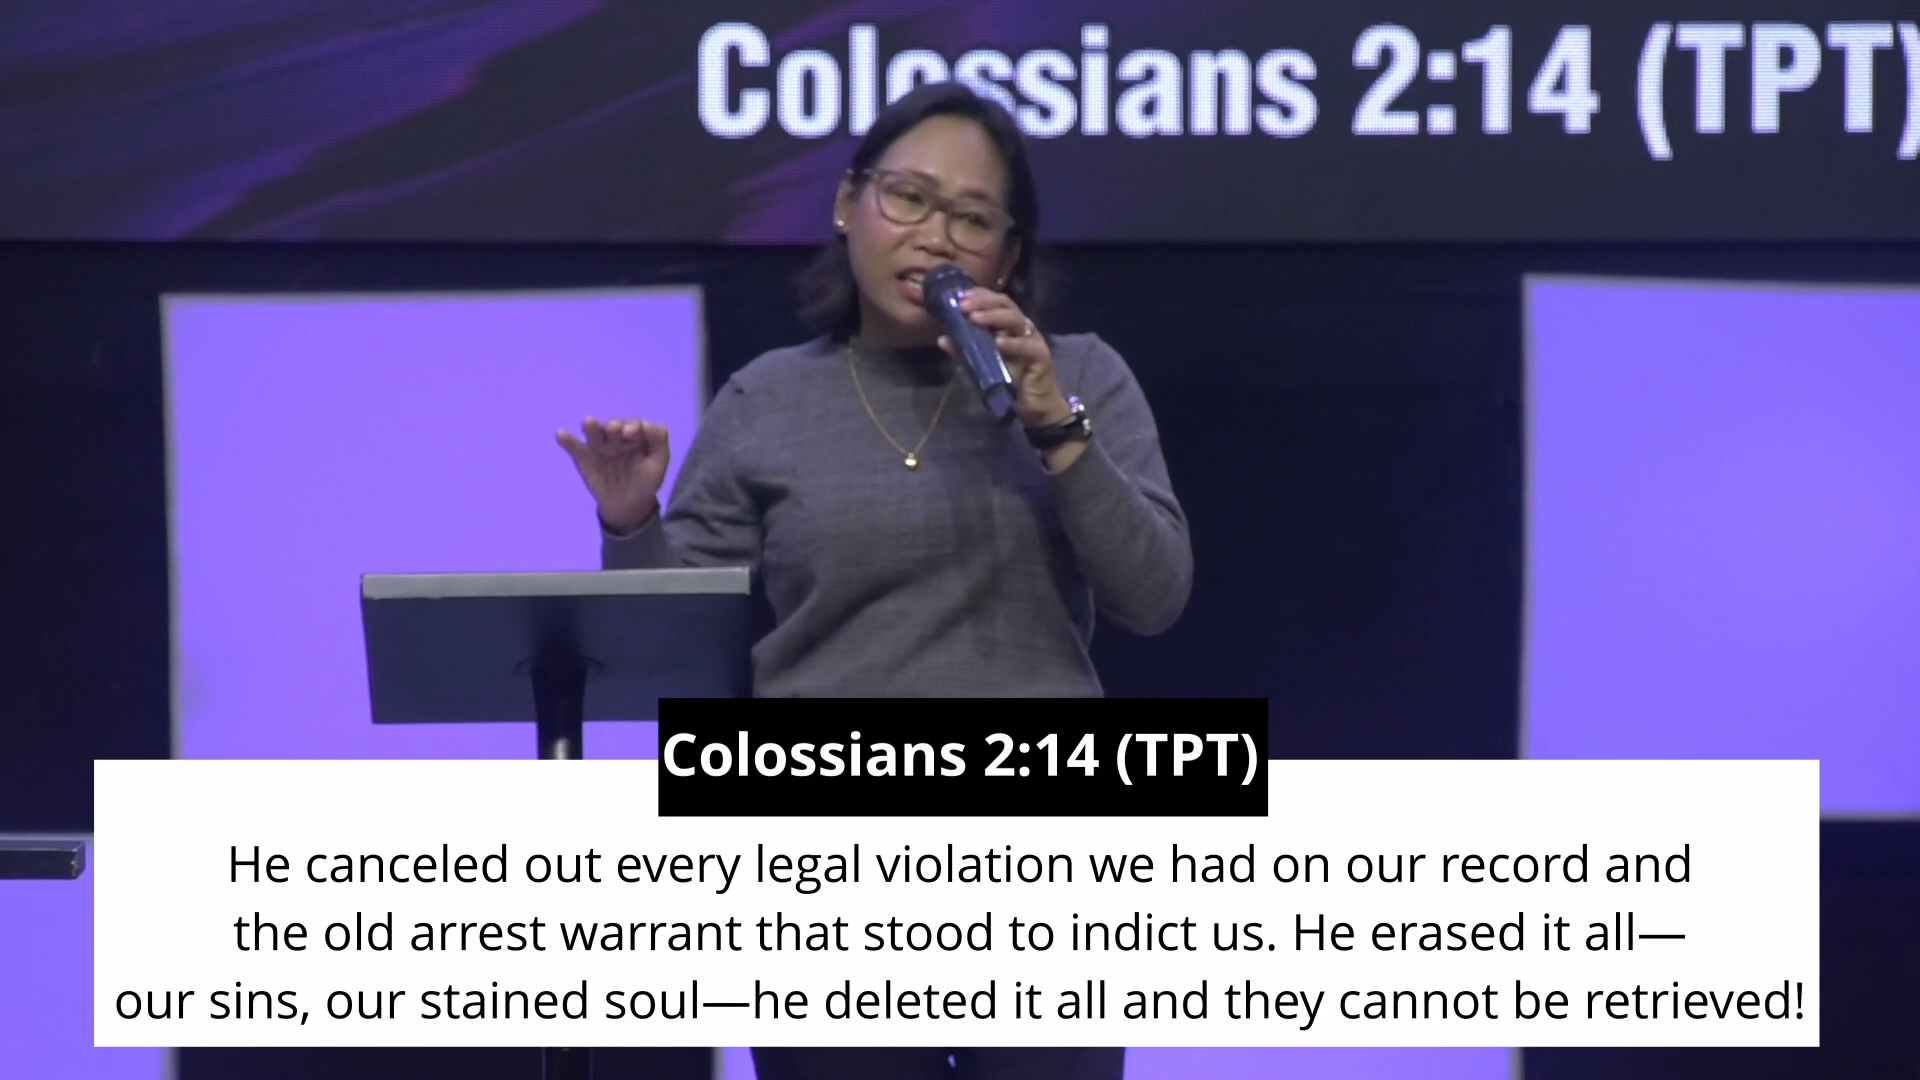 Colossians 2:14 (TPT)
Colossians 2:14 (TPT)
He canceled out every legal violation we had on our record and
the old arrest warrant that stood to indict us. He erased it all—
our sins, our stained soul—he deleted it all and they cannot be retrieved!